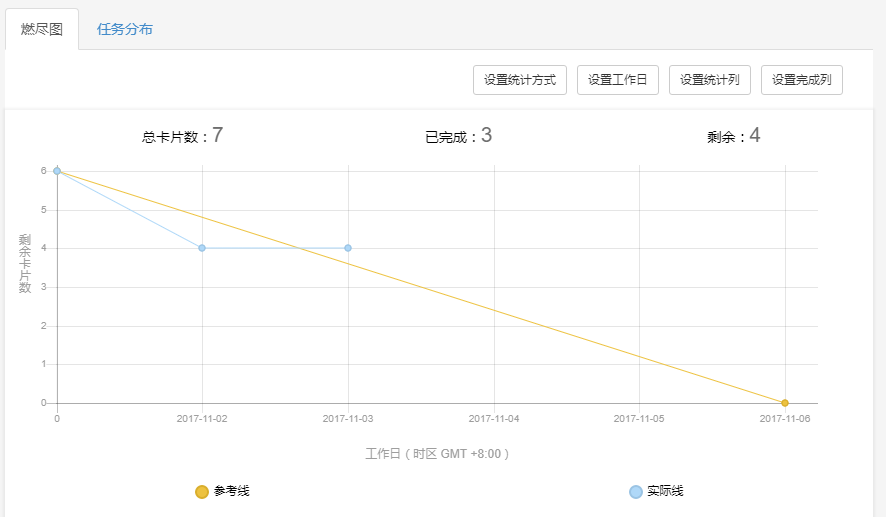 燃尽图 任务分布
设置统计方式 设置工作日 设置统计列 设置完成列
总卡片数：7 已完成：3 剩余：4
6
5
4
3
2
1
0
剩余卡片数
0 2017-11-02 2017-11-03 2017-11-04 2017-11-05 2017-11-06
工作日（时区 GMT +8:00）
参考线 实际线